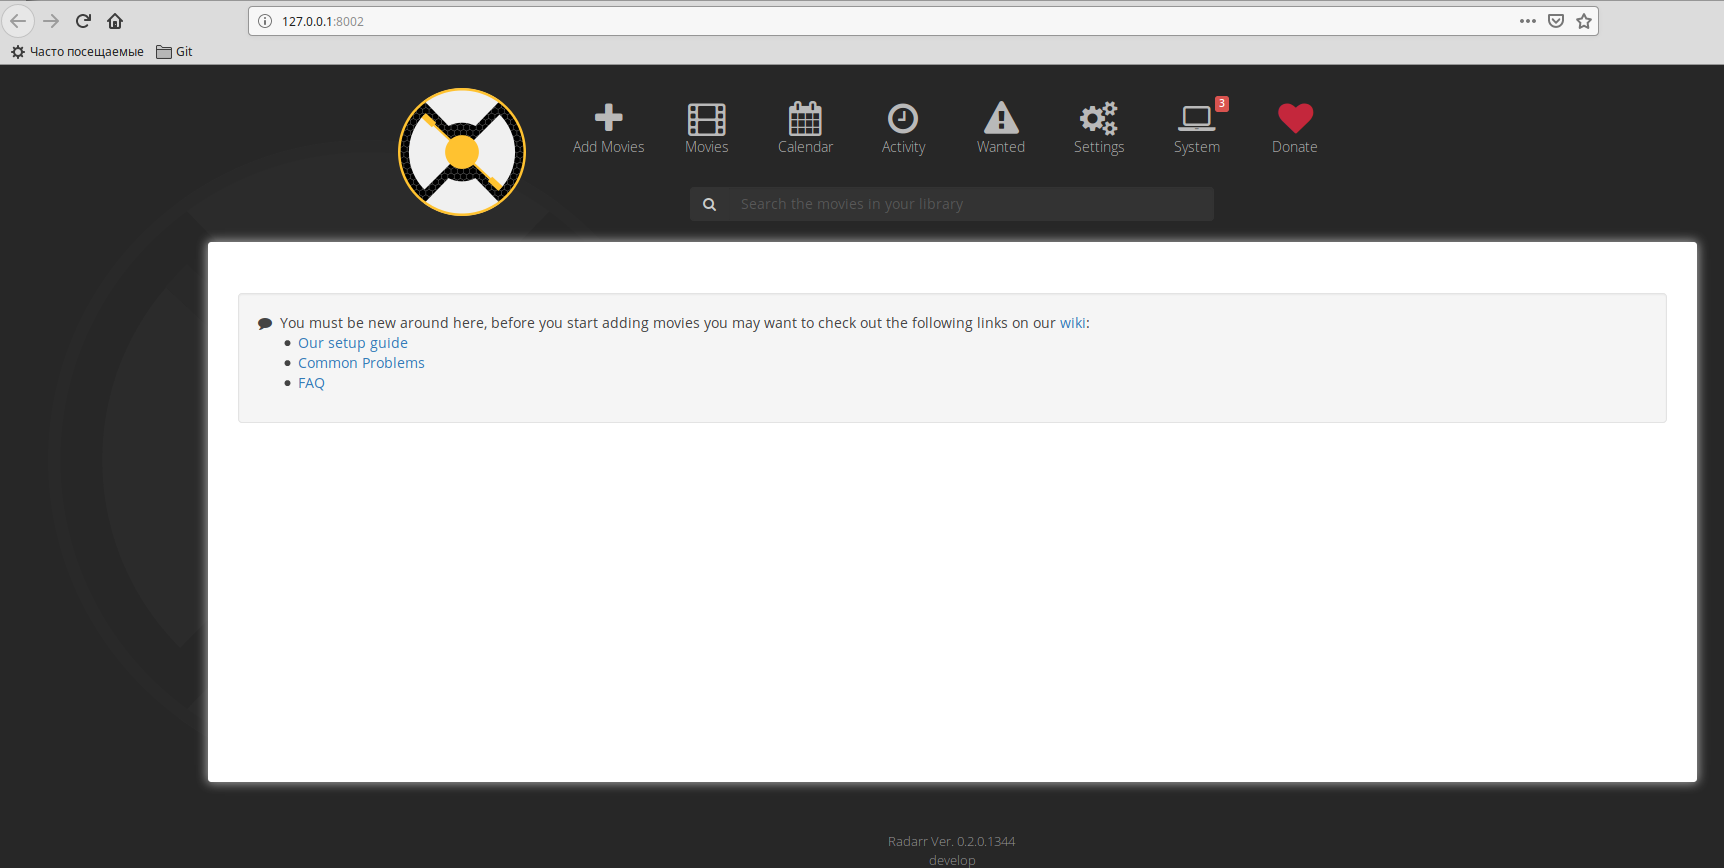 127.0.0.1:8002
Часто посещаемые Git
3
Add Movies Movies Calendar Activity Wanted Settings System Donate
Search the movies in your library
You must be new around here, before you start adding movies you may want to check out the following links on our wiki:
Our setup guide
Common Problems
FAQ
Radarr Ver. 0.2.0.1344
develop